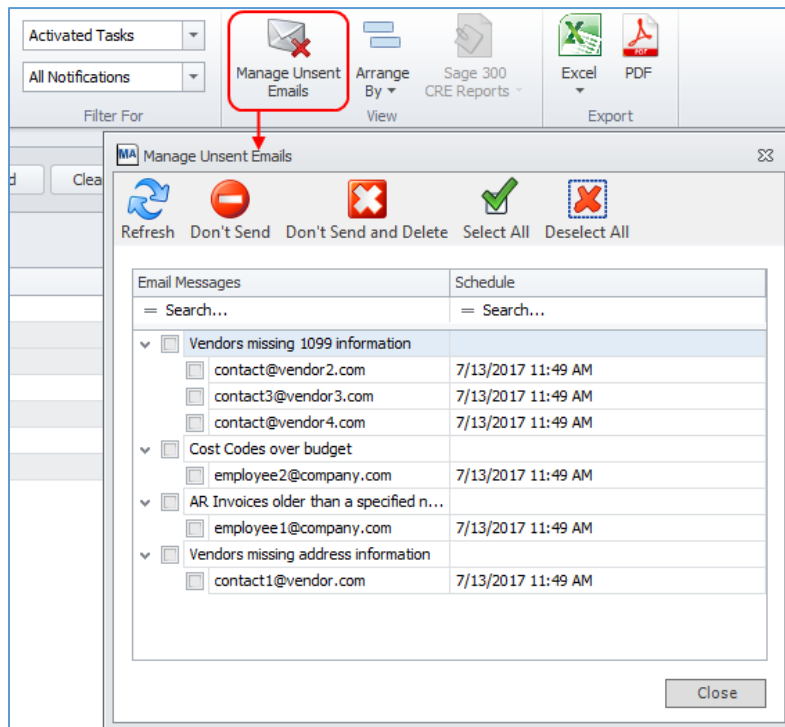 Activated Tasks
All Notifications
Filter For
Manage Unsent
Emails
Arrange
By
Sage 300
CRE Reports
View
Excel
PDF
PDF
Export
d
Clea
MA Manage Unsent Emails
Refresh Don't Send Don't Send and Delete Select All Deselect All
Email Messages Schedule
= Search... = Search...
Vendors missing 1099 information
contact@vendor2.com 7/13/2017 11:49 AM
contact3@vendor3.com 7/13/2017 11:49 AM
contact@vendor4.com 7/13/2017 11:49 AM
Cost Codes over budget
employee2@company.com 7/13/2017 11:49 AM
AR Invoices older than a specified n...
employee1@company.com 7/13/2017 11:49 AM
Vendors missing address information
contact1@vendor.com 7/13/2017 11:49 AM
Close